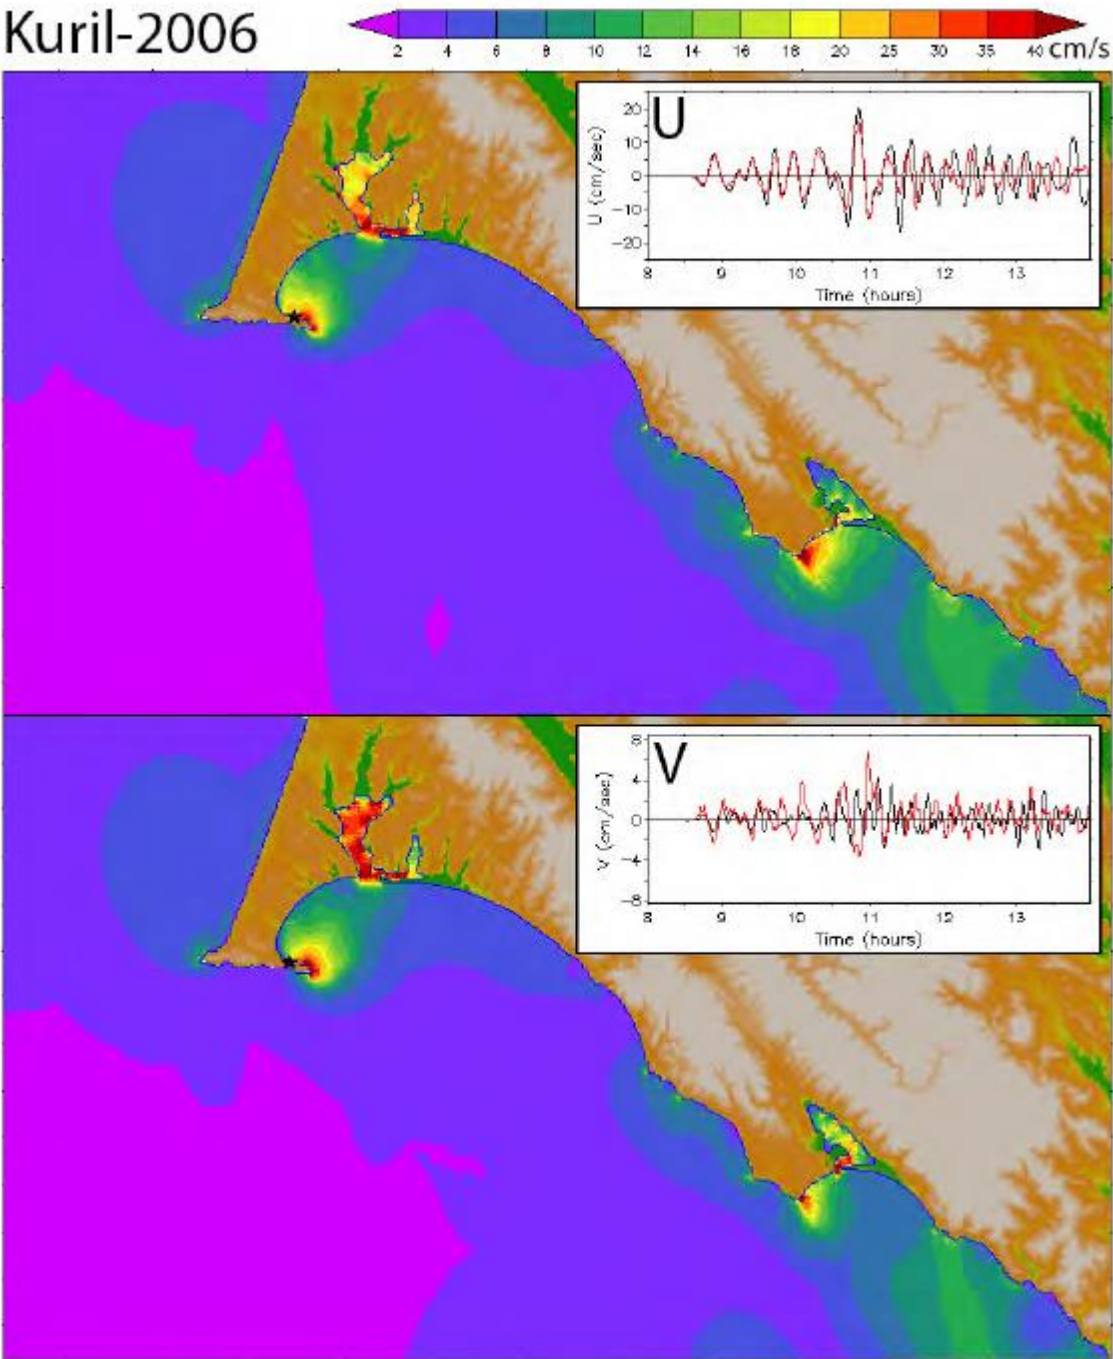 Kuril-2006
2 4 6 8 10 12 14 16 18 20 25 30 35 40 cm/s
U
U (cm/sec)
20
10
0
−10
−20
8 9 10 11 12 13
Time (hours)
V
V (cm/sec)
8
4
0
−4
−8
8 9 10 11 12 13
Time (hours)